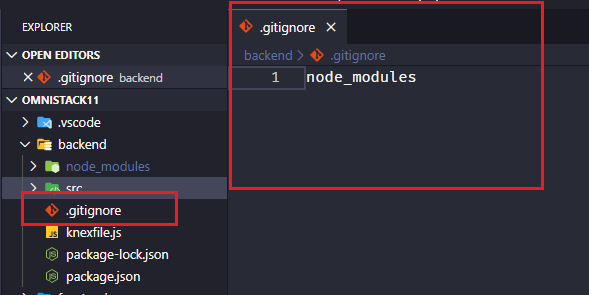 EXPLORER
OPEN EDITORS
.gitignore backend
OMNISTACK11
.vscode
backend
node_modules
src
.gitignore
knexfile.js
package-lock.json
package.json
.gitignore
backend > .gitignore
1 node_modules